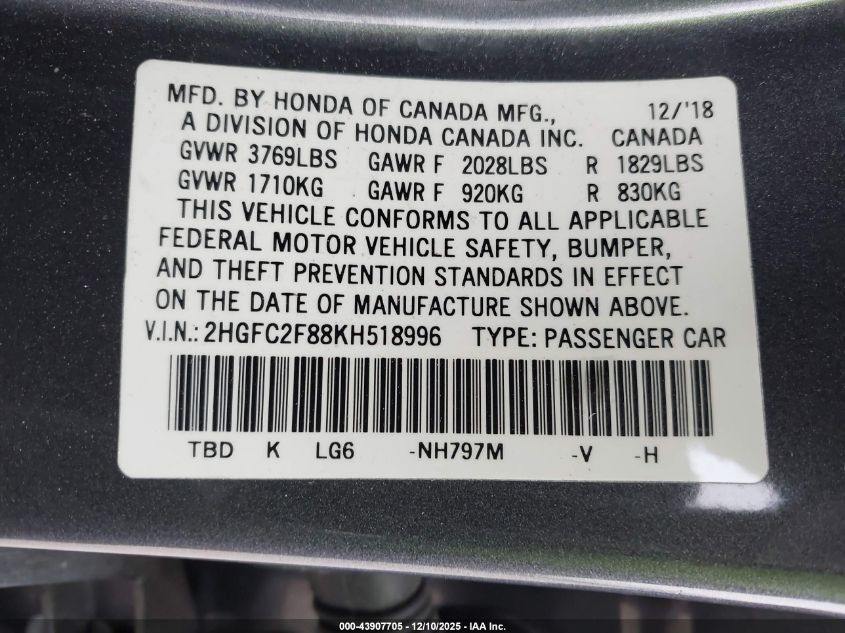 MFD. BY HONDA OF CANADA MFG., 12/'18
A DIVISION OF HONDA CANADA INC. CANADA
GVWR 3769LBS GAWR F 2028LBS R 1829LBS
GVWR 1710KG GAWR F 920KG R 830KG
THIS VEHICLE CONFORMS TO ALL APPLICABLE
FEDERAL MOTOR VEHICLE SAFETY, BUMPER,
AND THEFT PREVENTION STANDARDS IN EFFECT
ON THE DATE OF MANUFACTURE SHOWN ABOVE.
V.I.N.: 2HGFC2F88KH518996 TYPE: PASSENGER CAR
TBD K LG6 -NH797M -V -H
000-43907705 - 12/10/2025 - IAA Inc.